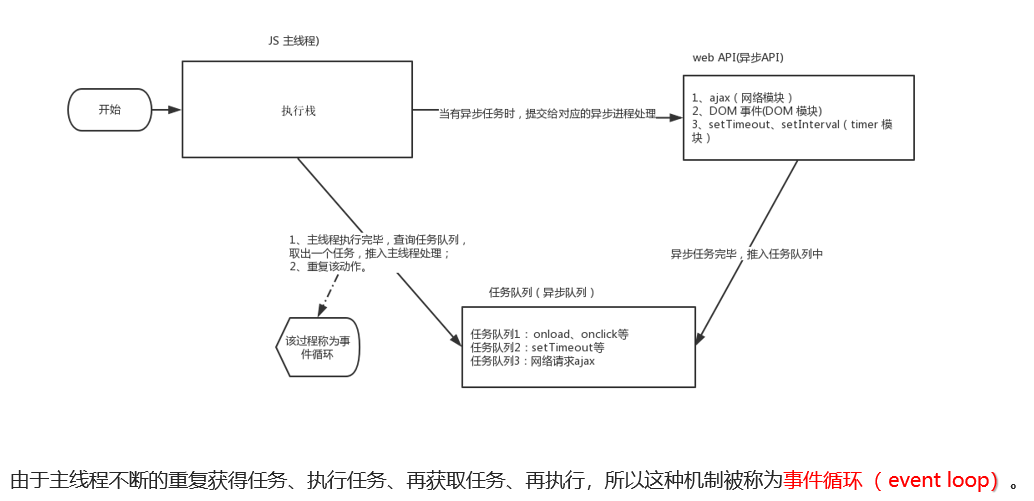 JS 主线程)
web API(异步API)
开始
执行栈
当有异步任务时，提交给对应的异步进程处理
1、ajax（网络模块）
2、DOM 事件(DOM 模块)
3、setTimeout、setInterval（timer 模
块）
1、主线程执行完毕，查询任务队列，
取出一个任务，推入主线程处理；
2、重复该动作。
异步任务完毕，推入任务队列中
任务队列（异步队列）
该过程称为事
件循环
任务队列1： onload、onclick等
任务队列2：setTimeout等
任务队列3：网络请求ajax
由于主线程不断的重复获得任务、执行任务、再获取任务、再执行，所以这种机制被称为事件循环（ event loop）。